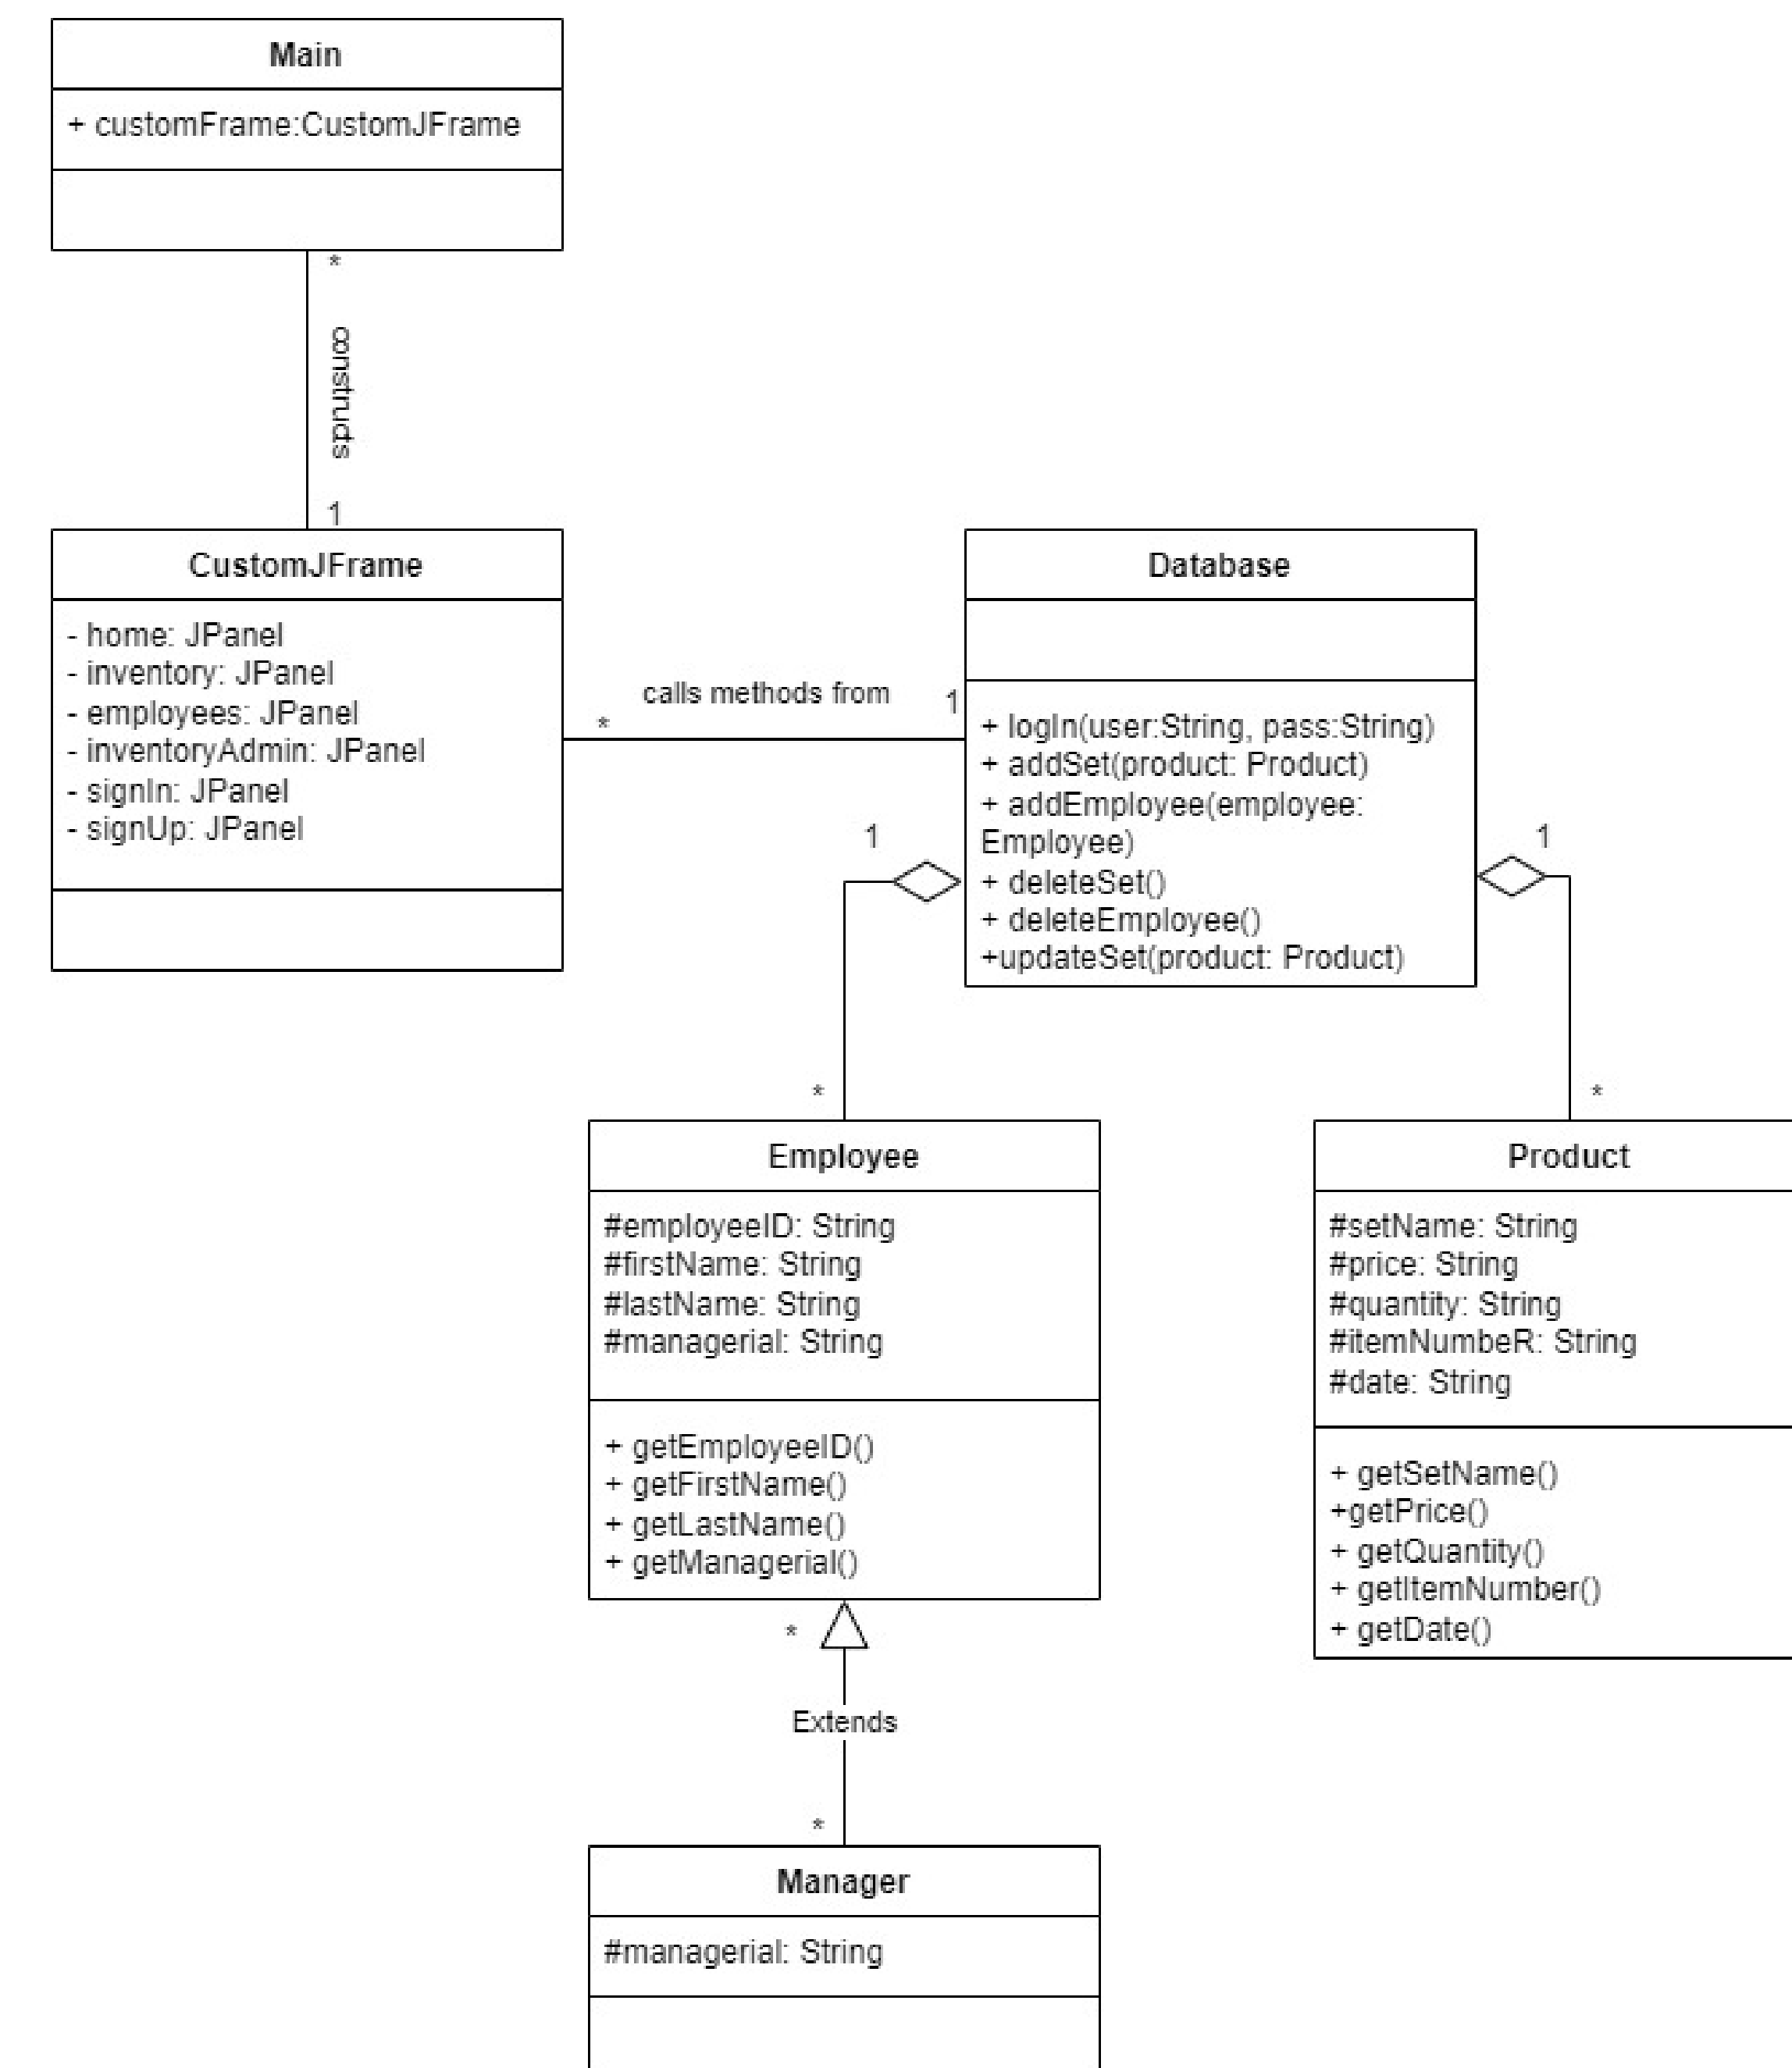 Main
+ customFrame:CustomJFrame
*
constructs
1
CustomJFrame
- home: JPanel
- inventory: JPanel
- employees: JPanel
- inventoryAdmin: JPanel
- signIn: JPanel
- signUp: JPanel
calls methods from
*
1
Database
+ logIn(user:String, pass:String)
+ addSet(product: Product)
+ addEmployee(employee:
Employee)
+ deleteSet()
+ deleteEmployee()
+updateSet(product: Product)
1
*
1
*
Employee
#employeeID: String
#firstName: String
#lastName: String
#managerial: String
+ getEmployeeID()
+ getFirstName()
+ getLastName()
+ getManagerial()
Product
#setName: String
#price: String
#quantity: String
#itemNumbeR: String
#date: String
+ getSetName()
+getPrice()
+ getQuantity()
+ getItemNumber()
+ getDate()
*
Extends
*
Manager
#managerial: String